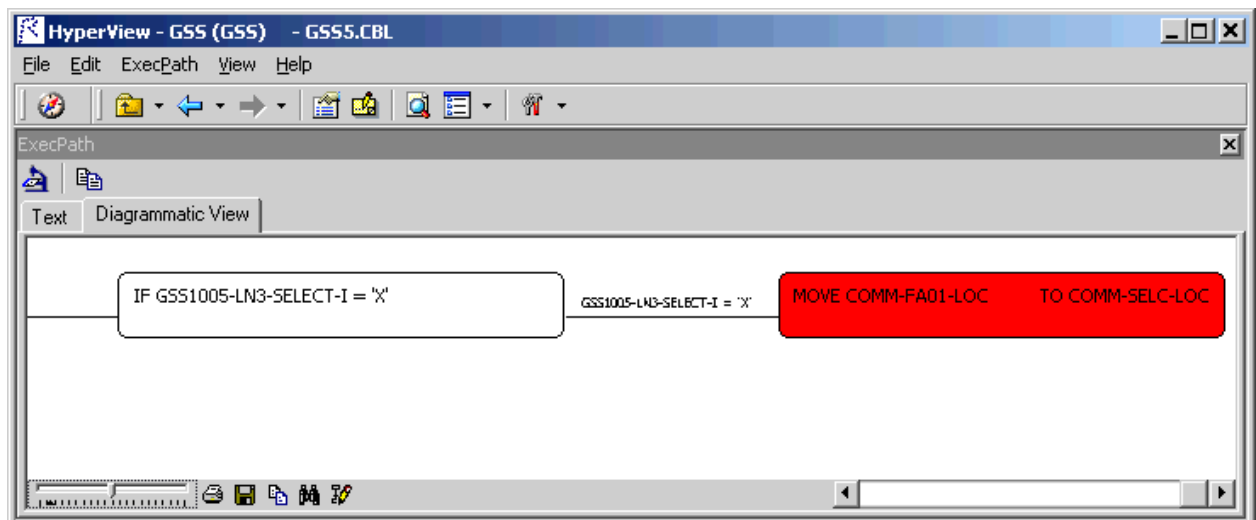 HyperView - GSS (GSS) - GSS5.CBL
File Edit ExecPath View Help
ExecPath
Text Diagrammatic View
IF GSS1005-LN3-SELECT-I = 'X'
GSS1005-LN3-SELECT-I = 'X'
MOVE COMM-FA01-LOC TO COMM-SELC-LOC